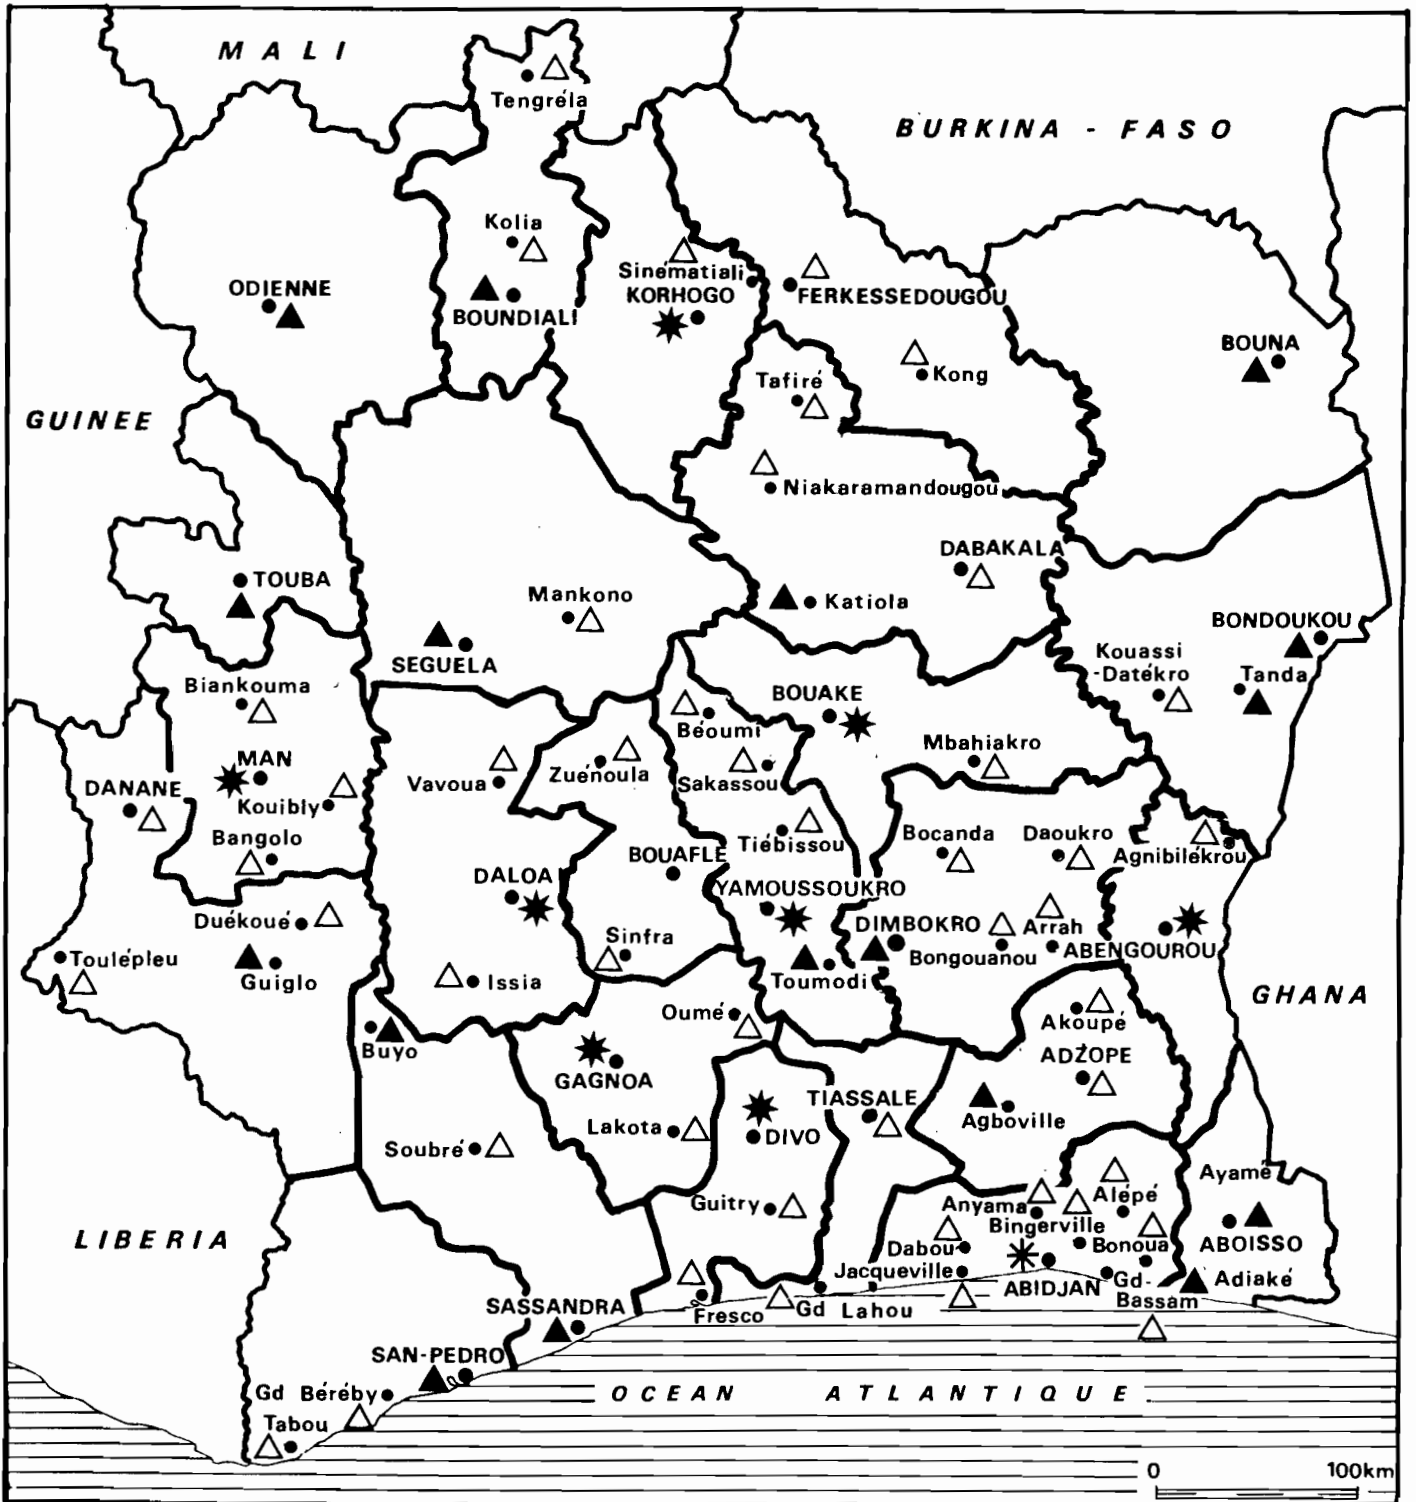 MALI
Tengréla
BURKINA - FASO
Kolia
Sinématiali
KORHOGO
FERKESSEDOUGOU
ODIENNE
BOUNDIALI
BOUNA
Tafiré
Kong
GUINEE
Niakaramandougou
DABAKALA
TOUBA
Mankono
Katiola
BONDOUKOU
SEGUELA
Kouassi
-Datékro
Tanda
Biankouma
BOUAKE
Béoumi
Mbahiakro
MAN
DANANE
Kouibly
Vavoua
Zuénoula
Sakassou
Bangolo
Tiébissou
Bocanda
Daoukro
Agnibilékrou
BOUAFLE
DALOA
YAMOUSSOUKRO
Duékoué
DIMBOKRO
Arrah
Sinfra
Bongouanou
ABENGOUROU
Toulépleu
Guiglo
Issia
Toumodi
GHANA
Oumé
Akoupé
Buyo
ADZOPE
GAGNOA
TIASSALE
Agboville
Lakota
DIVO
Soubré
Ayamé
Guitry
Anyama
Alépé
Bingerville
LIBERIA
Dabou
Bonoua
ABOISSO
Jacqueville
ABIDJAN
Gd-
Bassam
Adiaké
SASSANDRA
Fresco
Gd Lahou
SAN-PEDRO
Gd Béréby
OCEAN ATLANTIQUE
Tabou
0 100km